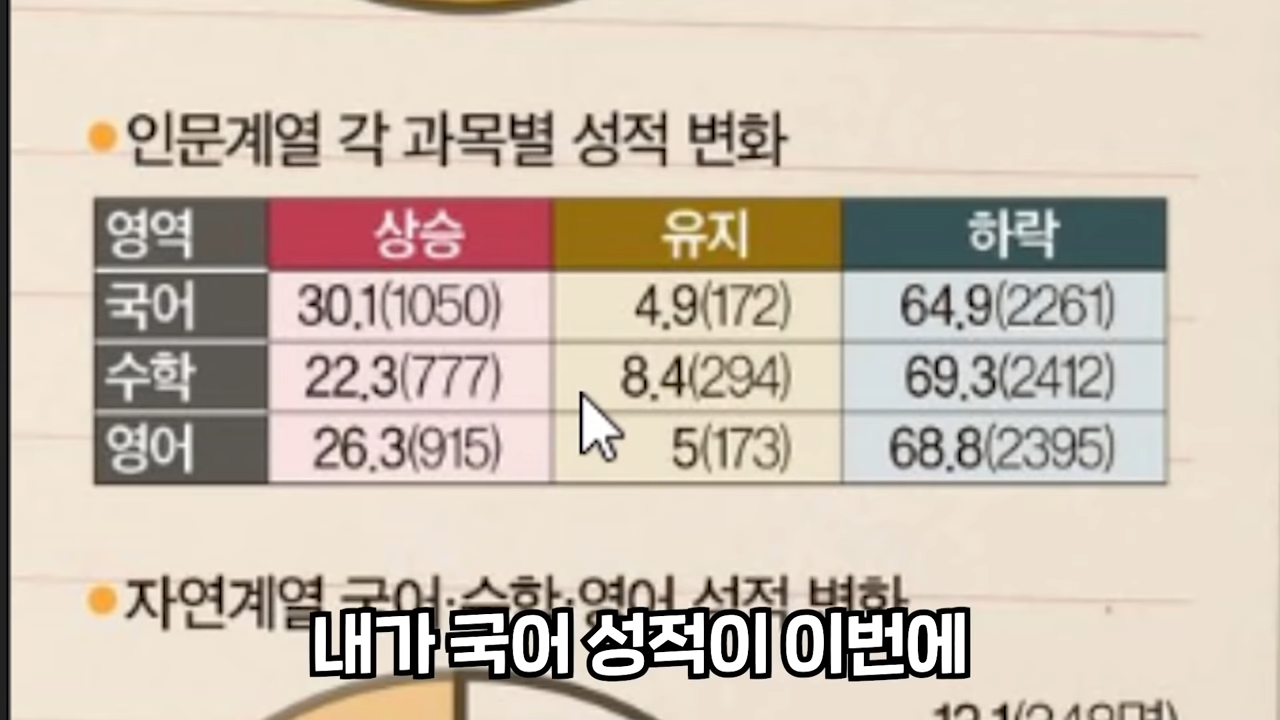 인문계열 각 과목별 성적 변화
영역 상승 유지 하락
국어 30.1(1050) 4.9(172) 64.9(2261)
수학 22.3(777) 8.4(294) 69.3(2412)
영어 26.3(915) 5(173) 68.8(2395)
자연계열 국어·수학·영어 성적 변화
내가 국어 성적이 이번에